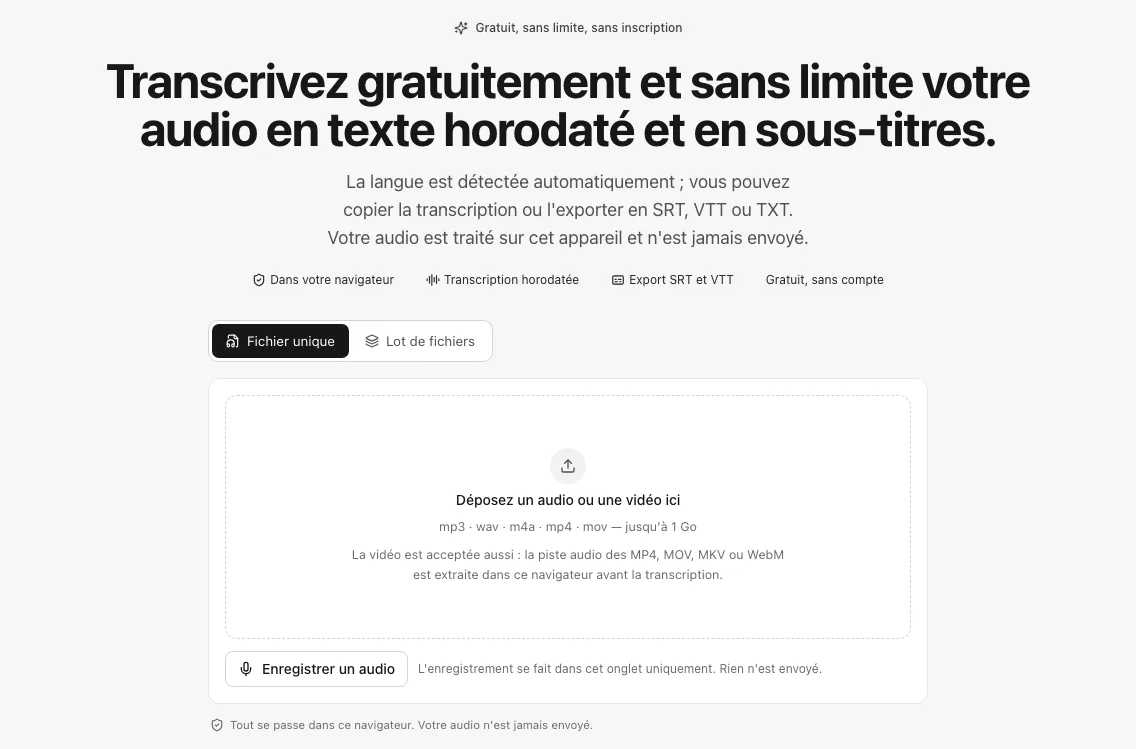 Gratuit, sans limite, sans inscription
Transcrivez gratuitement et sans limite votre
audio en texte horodaté et en sous-titres.
La langue est détectée automatiquement ; vous pouvez
copier la transcription ou l'exporter en SRT, VTT ou TXT.
Votre audio est traité sur cet appareil et n'est jamais envoyé.
Dans votre navigateur Transcription horodatée Export SRT et VTT Gratuit, sans compte
Fichier unique Lot de fichiers
Déposez un audio ou une vidéo ici
mp3 · wav · m4a · mp4 · mov — jusqu'à 1 Go
La vidéo est acceptée aussi : la piste audio des MP4, MOV, MKV ou WebM
est extraite dans ce navigateur avant la transcription.
Enregistrer un audio L'enregistrement se fait dans cet onglet uniquement. Rien n'est envoyé.
Tout se passe dans ce navigateur. Votre audio n'est jamais envoyé.